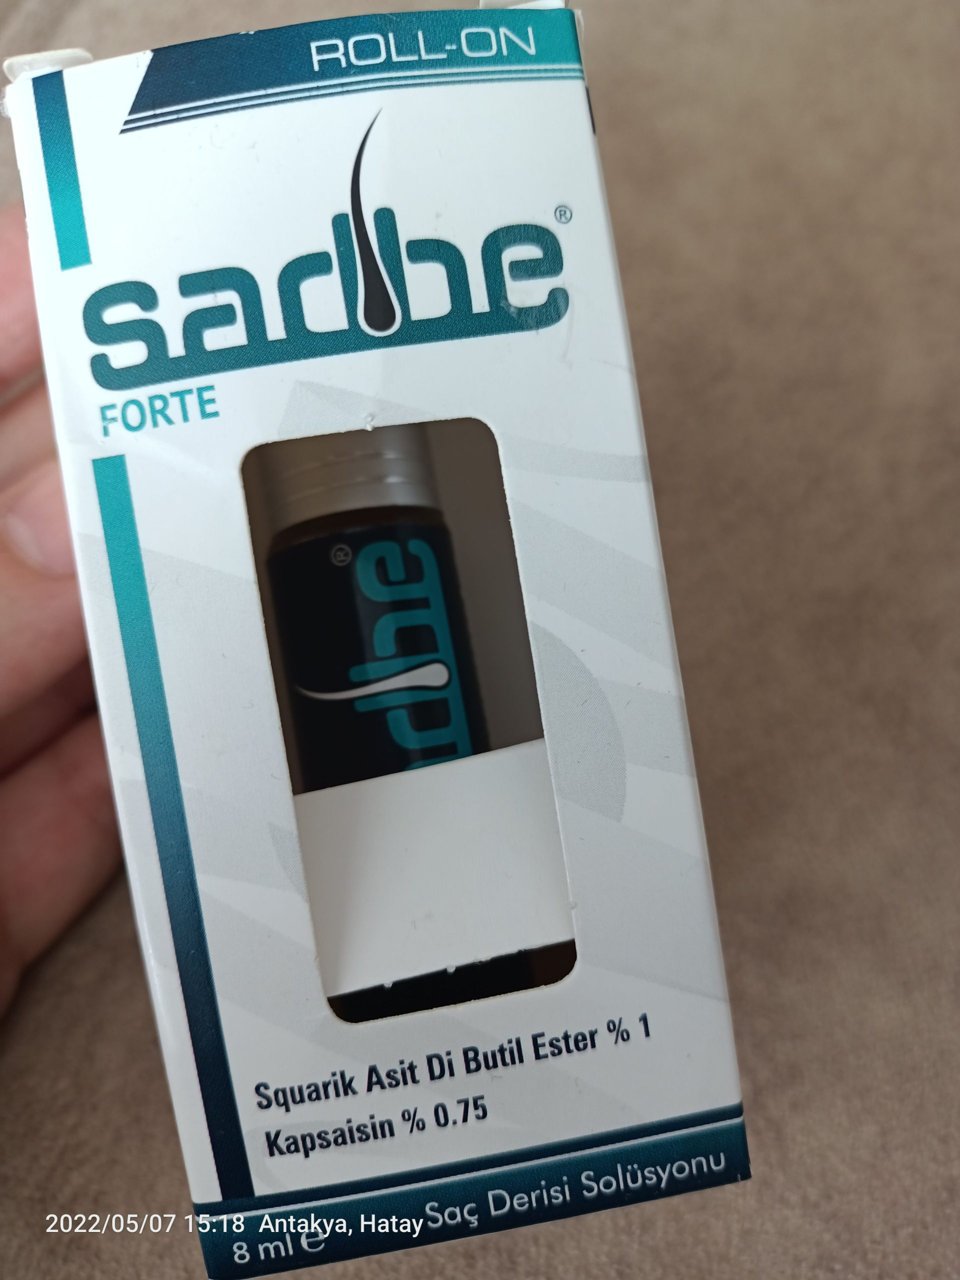 ROLL-ON
sadbe®
FORTE
sadbe®
Squarik Asit Di Butil Ester % 1
Kapsaisin % 0.75
Saç Derisi Solüsyonu
8 ml ℮
2022/05/07 15:18 Antakya, Hatay